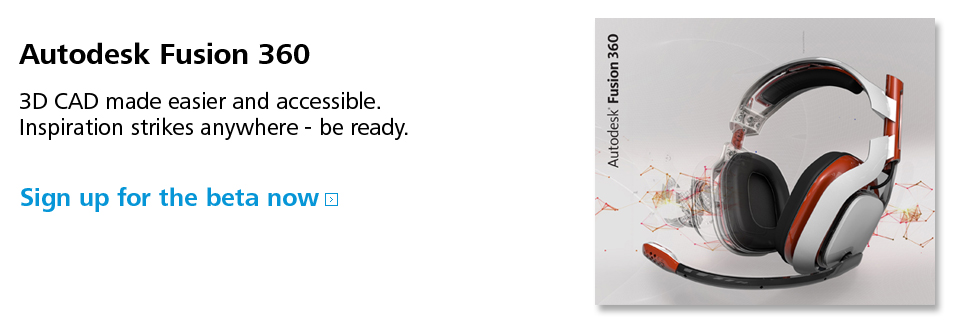 Autodesk Fusion 360
3D CAD made easier and accessible.
Inspiration strikes anywhere - be ready.
Sign up for the beta now
Autodesk® Fusion 360